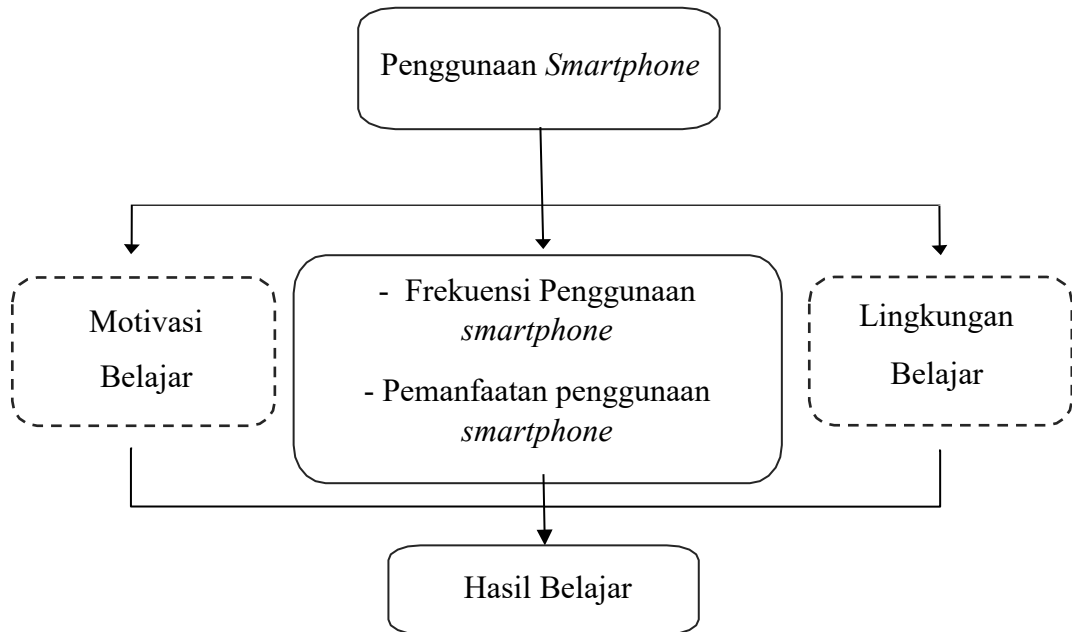 Penggunaan Smartphone
Motivasi
Belajar
- Frekuensi Penggunaan
smartphone
- Pemanfaatan penggunaan
smartphone
Lingkungan
Belajar
Hasil Belajar